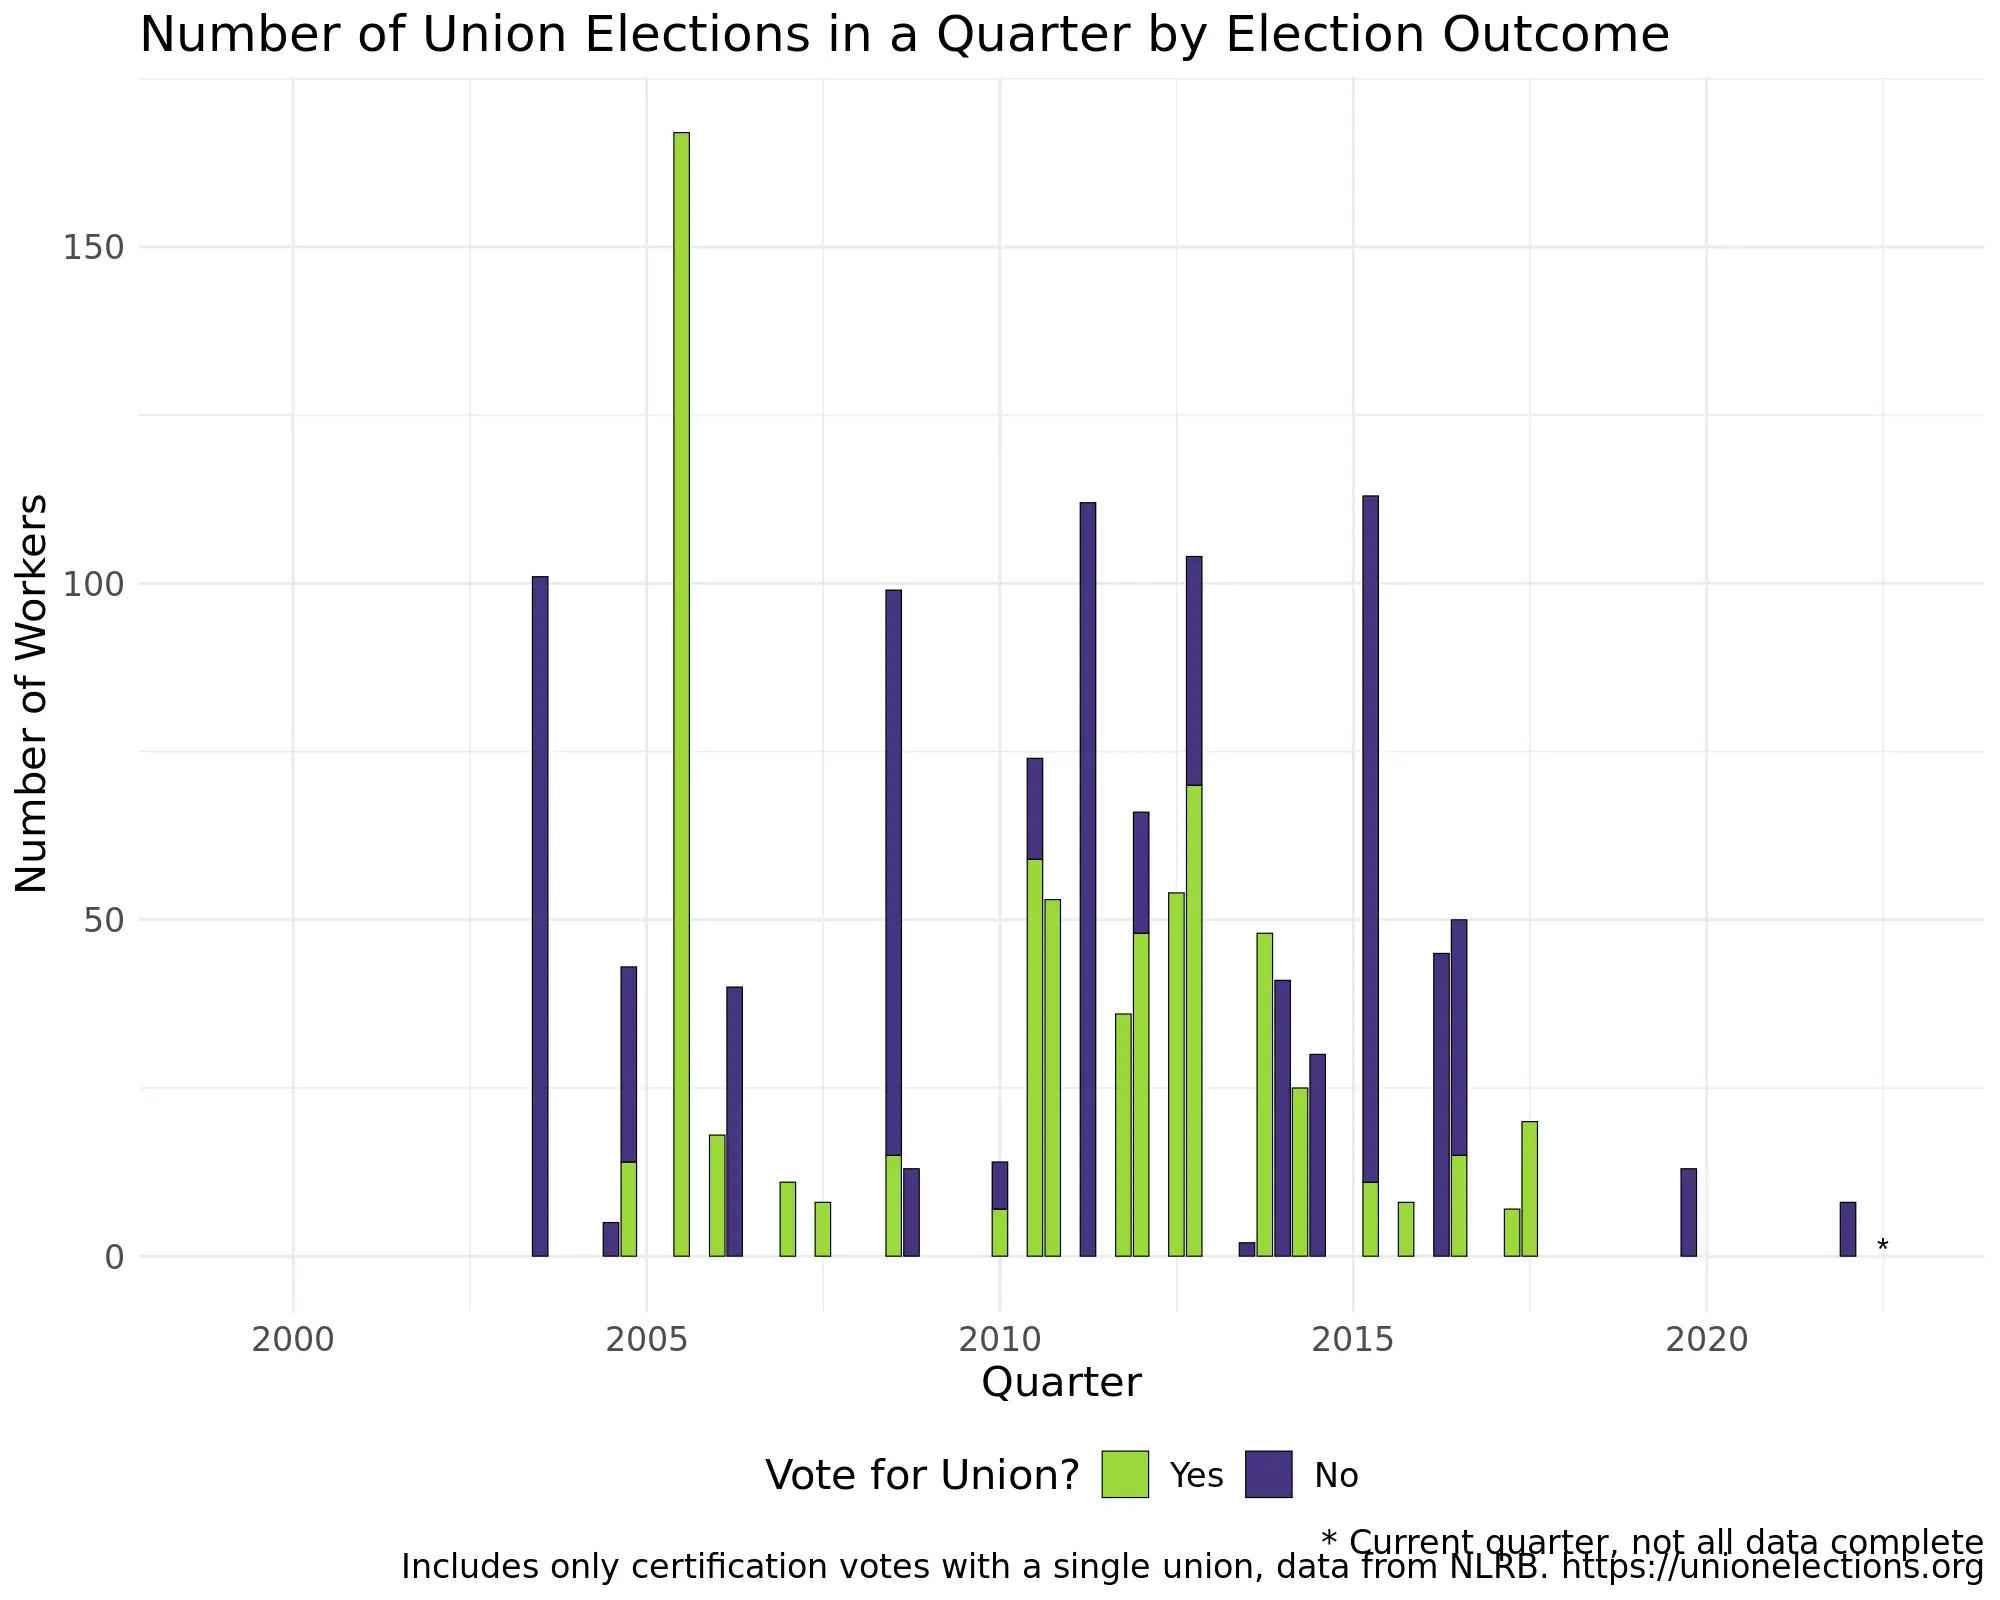 Number of Union Elections in a Quarter by Election Outcome
Number of Workers
150
100
50
0
*
2000 2005 2010 2015 2020
Quarter
Vote for Union? Yes No
* Current quarter, not all data complete
Includes only certification votes with a single union, data from NLRB. https://unionelections.org